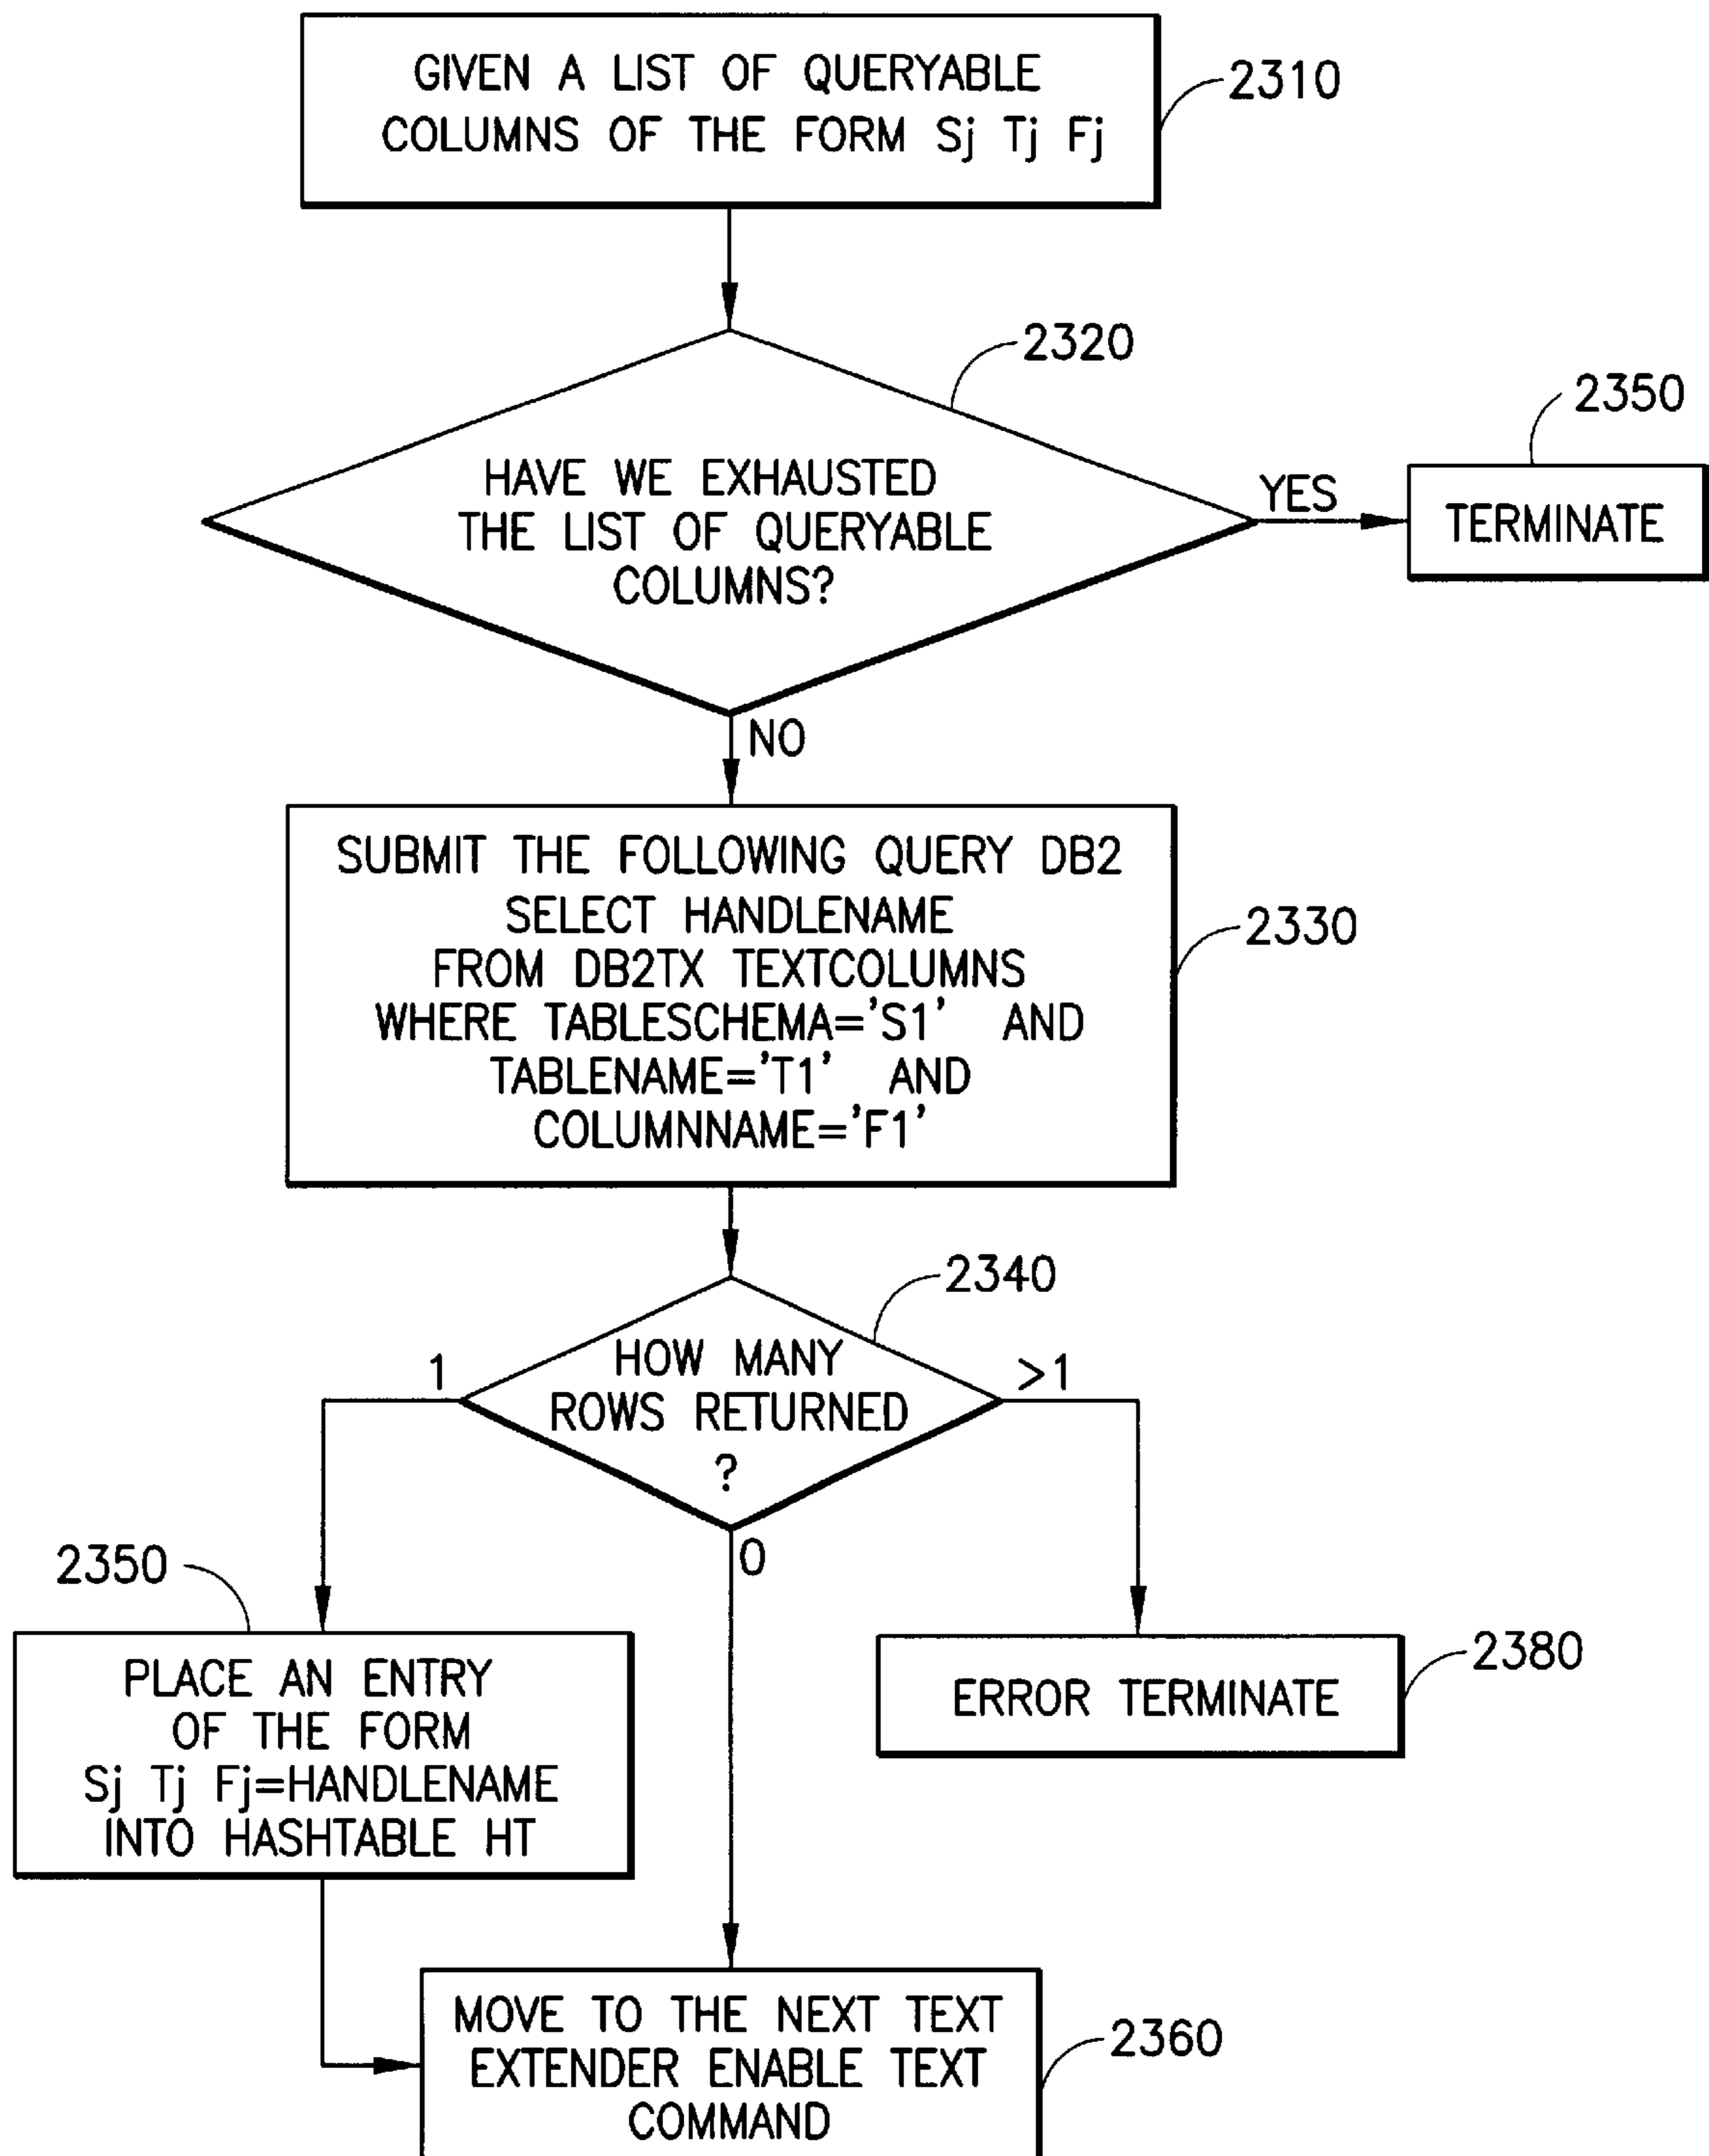 GIVEN A LIST OF QUERYABLE
COLUMNS OF THE FORM Sj Tj Fj
2310
2320
HAVE WE EXHAUSTED
THE LIST OF QUERYABLE
COLUMNS?
YES
2350
TERMINATE
NO
SUBMIT THE FOLLOWING QUERY DB2
SELECT HANDLENAME
FROM DB2TX TEXTCOLUMNS
WHERE TABLESCHEMA='S1' AND
TABLENAME='T1' AND
COLUMNNAME='F1'
2330
2340
HOW MANY
ROWS RETURNED
?
1
>1
0
2350
PLACE AN ENTRY
OF THE FORM
Sj Tj Fj=HANDLENAME
INTO HASHTABLE HT
ERROR TERMINATE
2380
MOVE TO THE NEXT TEXT
EXTENDER ENABLE TEXT
COMMAND
2360